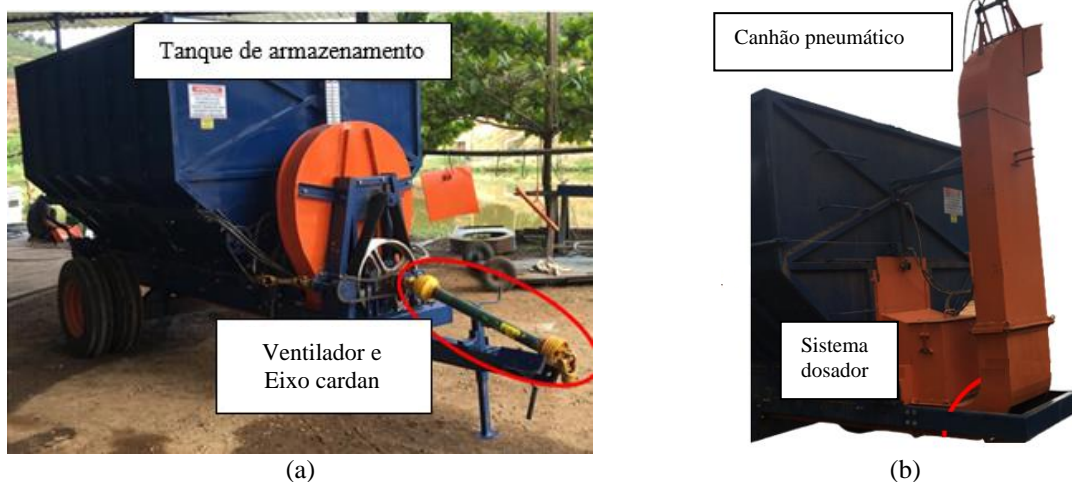 Tanque de armazenamento
Ventilador e
Eixo cardan
(a)
Canhão pneumático
Sistema
dosador
(b)